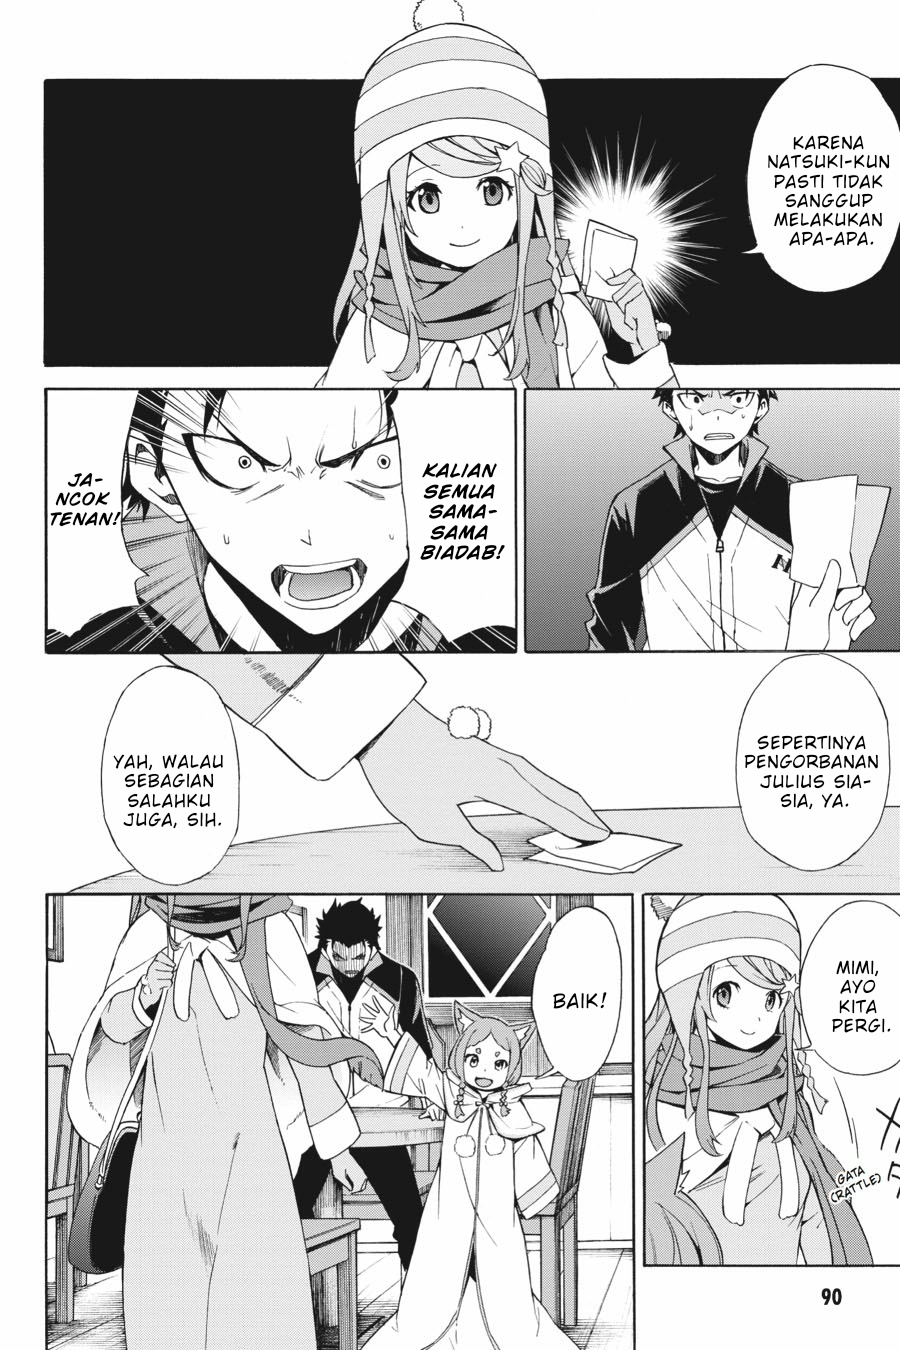 KARENA
NATSUKI-KUN
PASTI TIDAK
SANGGUP
MELAKUKAN
APA-APA.
KALIAN
SEMUA
SAMA-
SAMA
BIADAB!
JA-
NCOK
TENAN!
SEPERTINYA
PENGORBANAN
JULIUS SIA-
SIA, YA.
YAH, WALAU
SEBAGIAN
SALAHKU
JUGA, SIH.
MIMI,
AYO
KITA
PERGI.
GATA
(RATTLE)
BAIK!
90